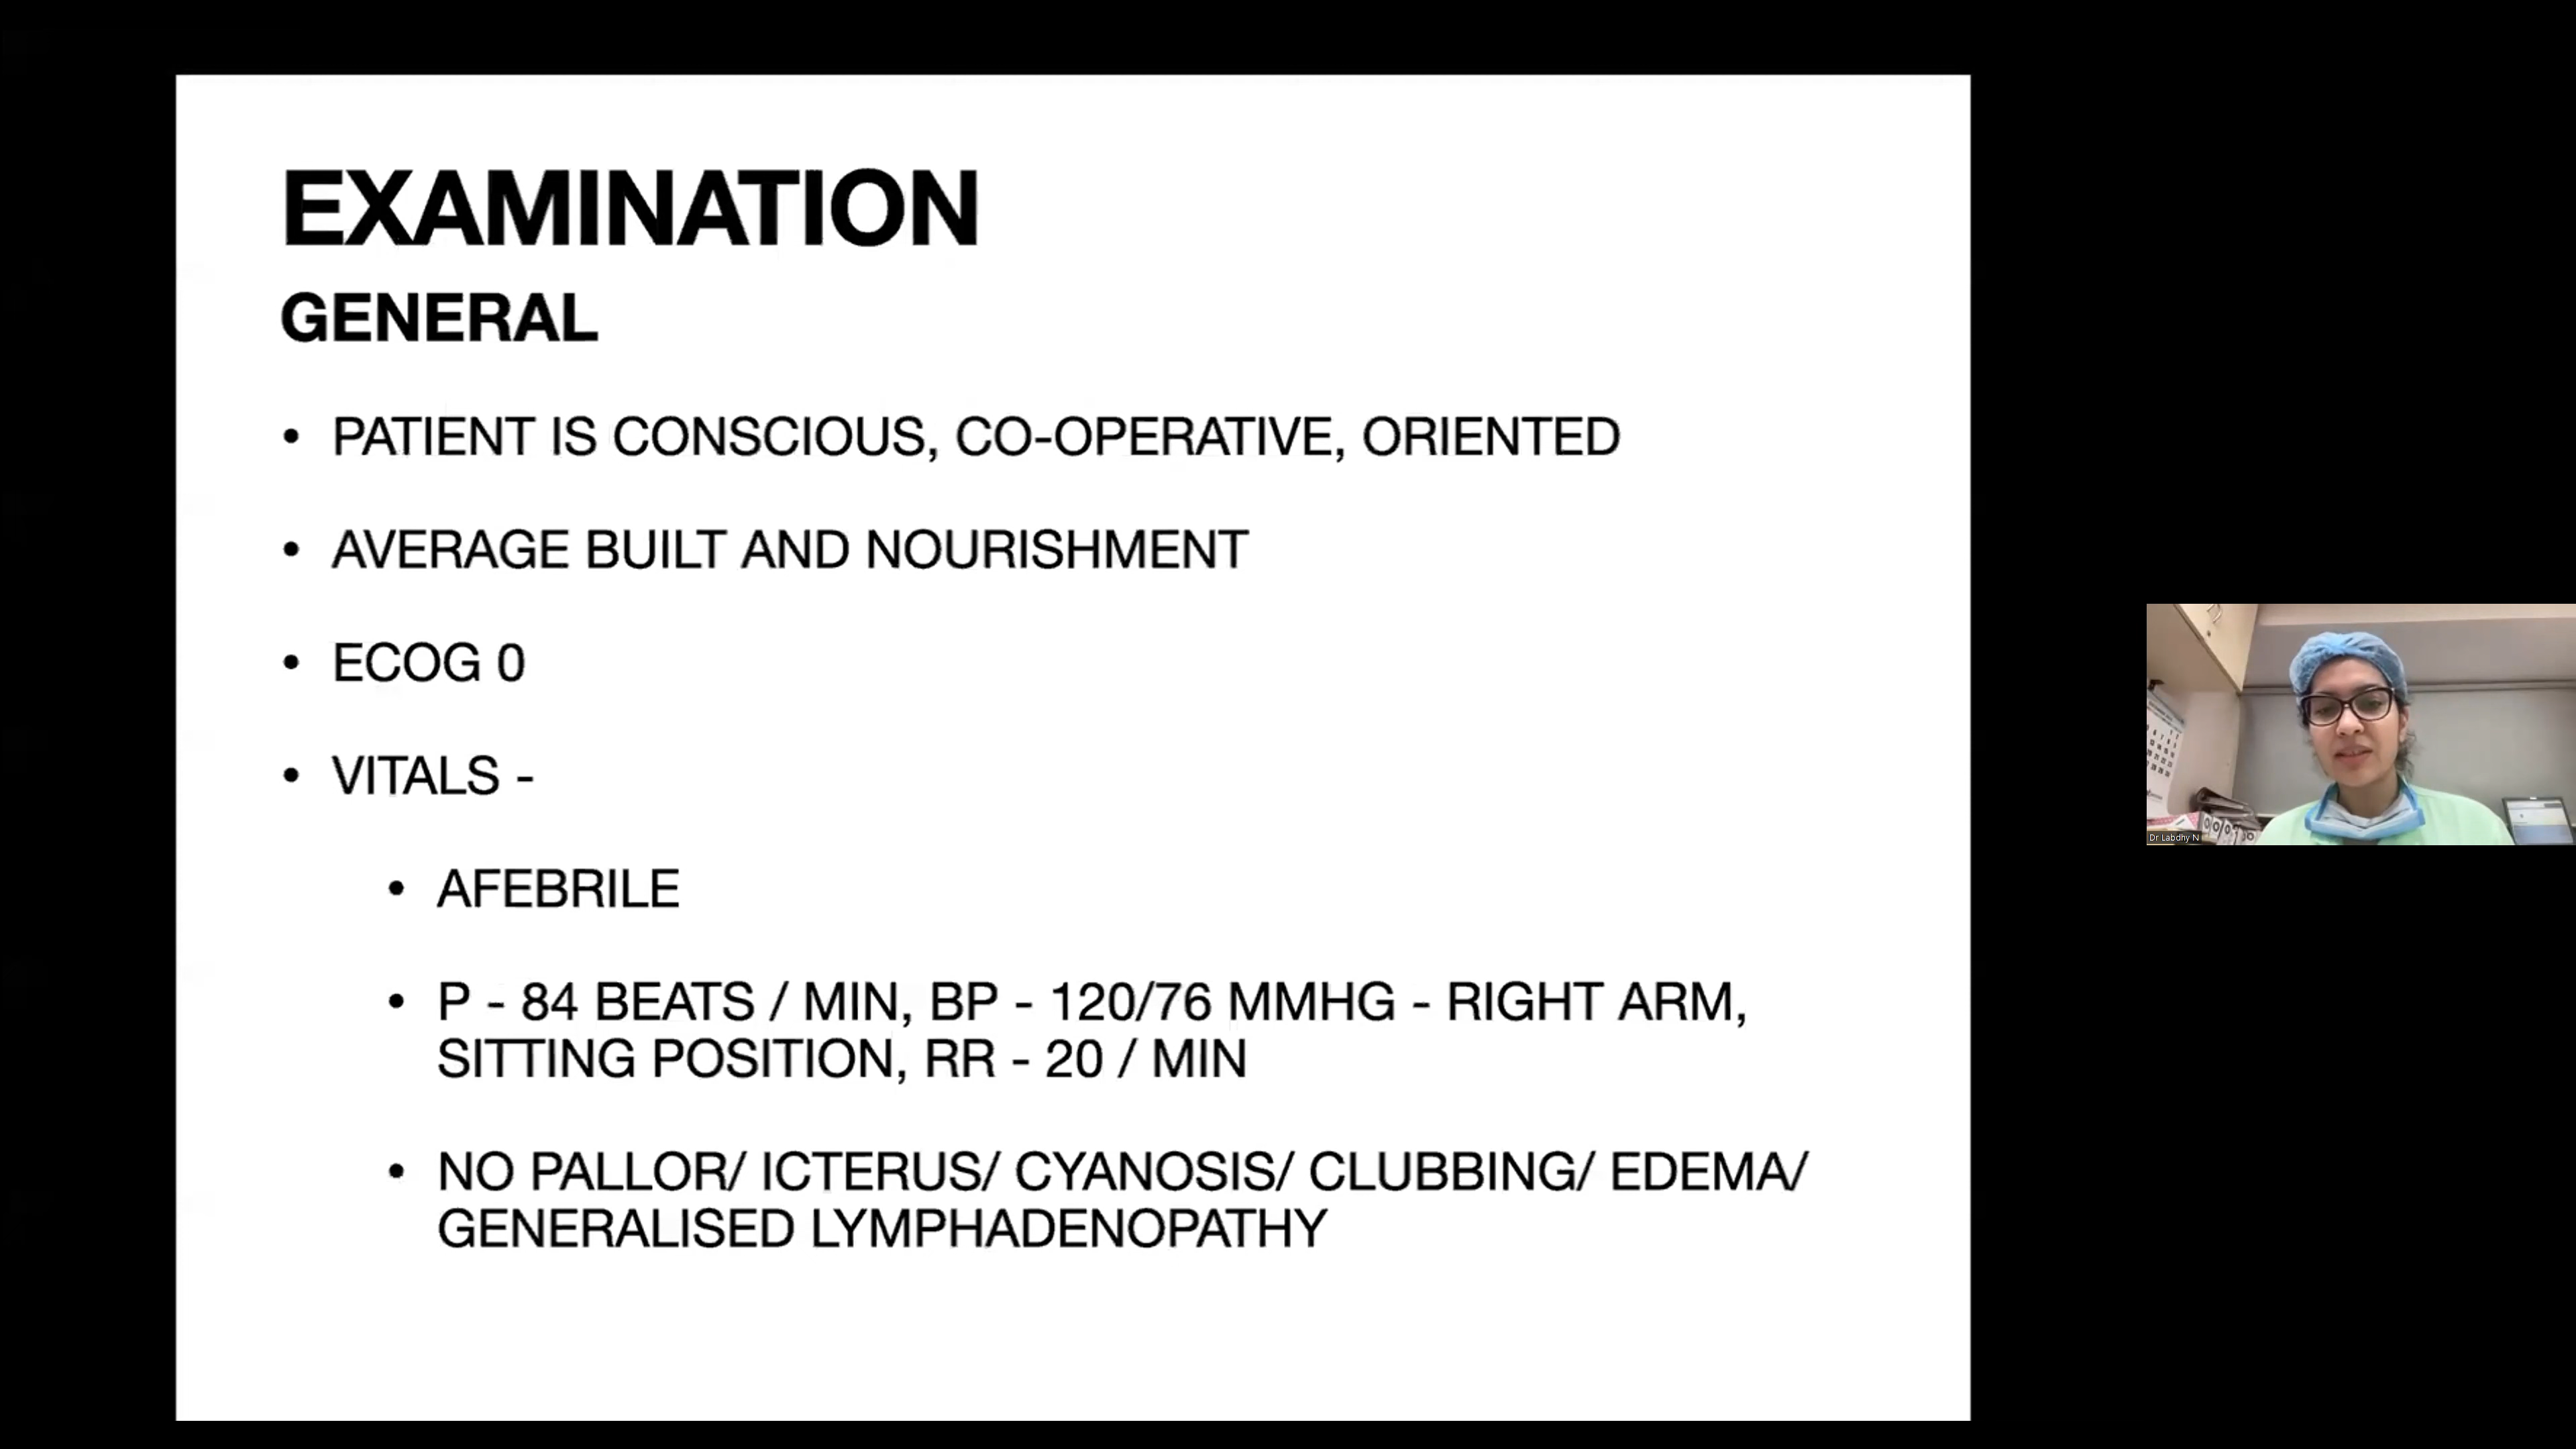 EXAMINATION
GENERAL
• PATIENT IS CONSCIOUS, CO-OPERATIVE, ORIENTED
• AVERAGE BUILT AND NOURISHMENT
• ECOG 0
• VITALS -
• AFEBRILE
• P - 84 BEATS / MIN, BP - 120/76 MMHG - RIGHT ARM,
SITTING POSITION, RR - 20 / MIN
• NO PALLOR/ ICTERUS/ CYANOSIS/ CLUBBING/ EDEMA/
GENERALISED LYMPHADENOPATHY
Dr Labdhy N